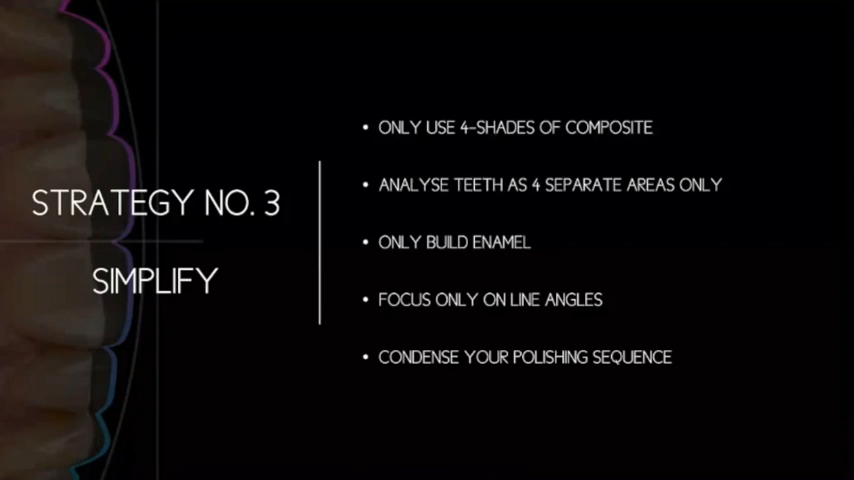 STRATEGY NO. 3
SIMPLIFY
• ONLY USE 4-SHADES OF COMPOSITE
• ANALYSE TEETH AS 4 SEPARATE AREAS ONLY
• ONLY BUILD ENAMEL
• FOCUS ONLY ON LINE ANGLES
• CONDENSE YOUR POLISHING SEQUENCE